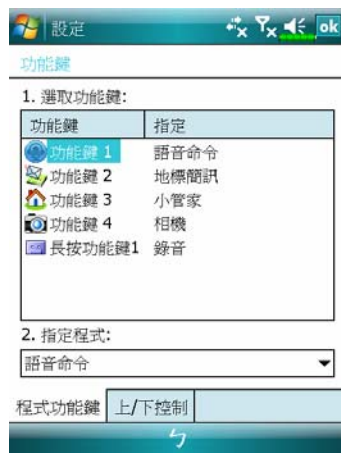 設定 ok
功能鍵
1. 選取功能鍵:
功能鍵 指定
功能鍵 1 語音命令
功能鍵 2 地標簡訊
功能鍵 3 小管家
功能鍵 4 相機
長按功能鍵1 錄音
2. 指定程式:
語音命令
程式功能鍵 上/下控制
ㄅ